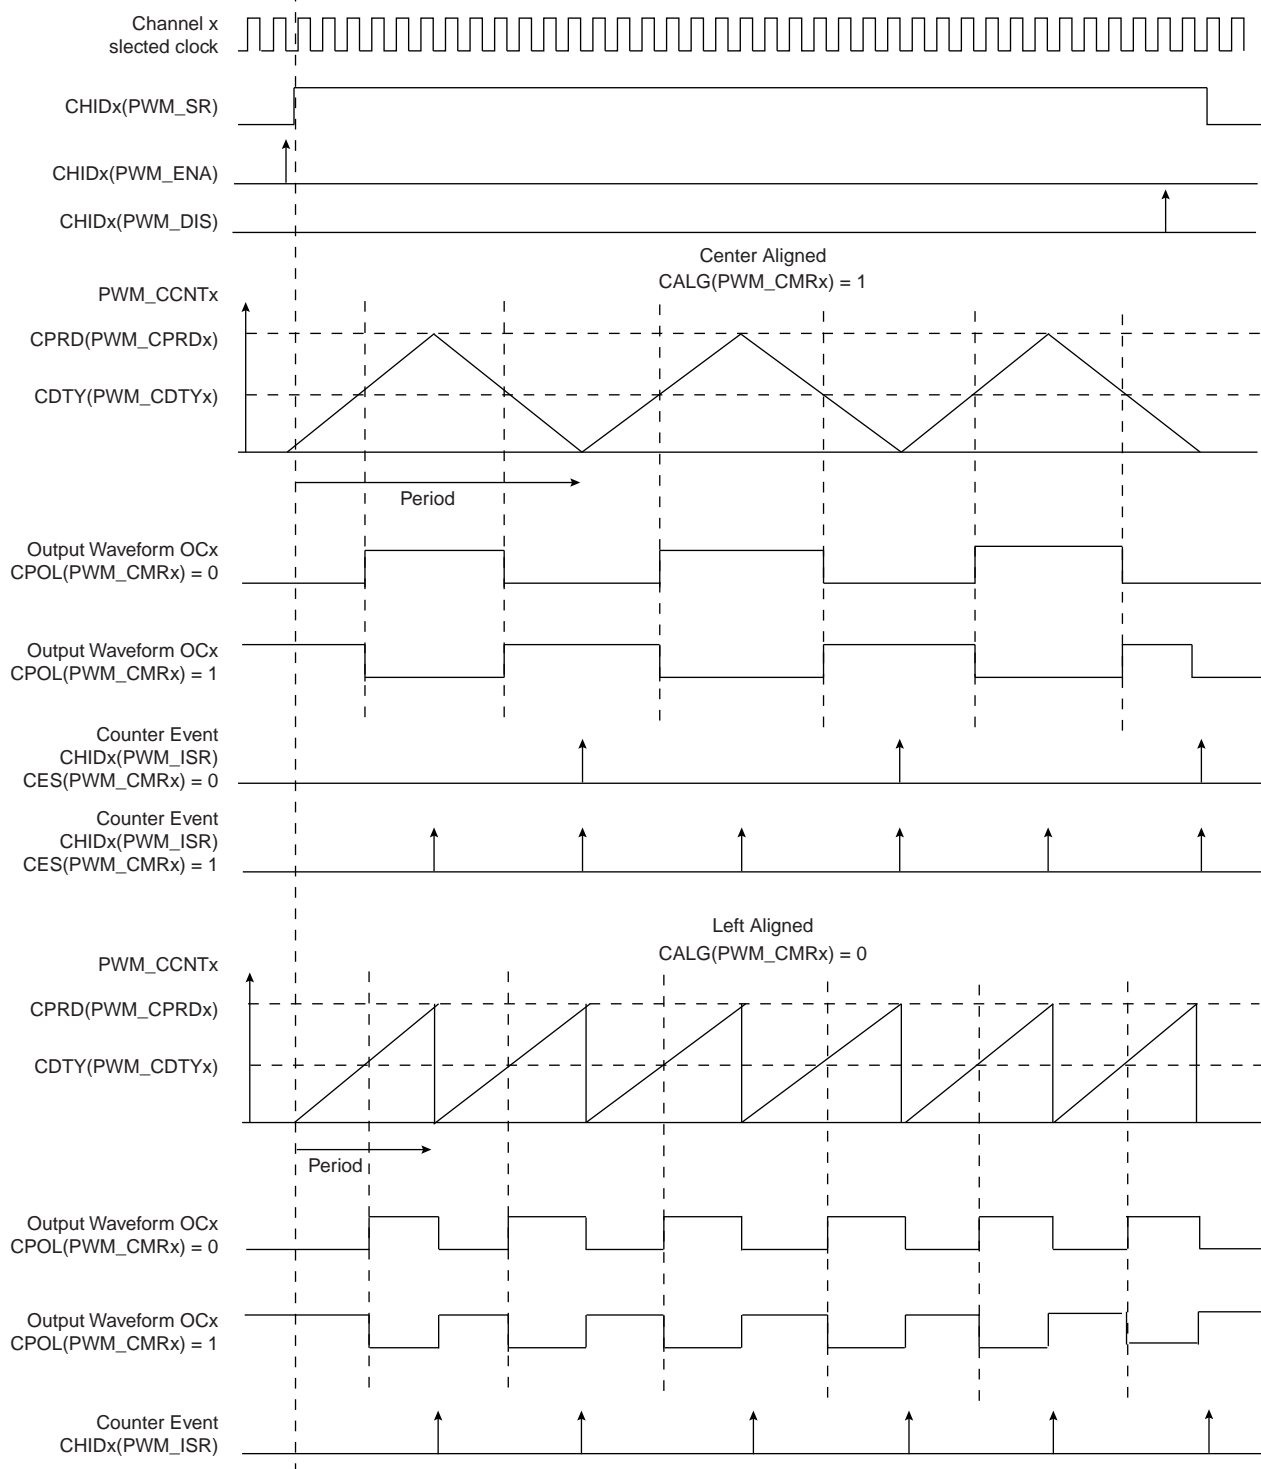 Channel x
slected clock
CHIDx(PWM_SR)
CHIDx(PWM_ENA)
CHIDx(PWM_DIS)
Center Aligned
CALG(PWM_CMRx) = 1
PWM_CCNTx
CPRD(PWM_CPRDx)
CDTY(PWM_CDTYx)
Period
Output Waveform OCx
CPOL(PWM_CMRx) = 0
Output Waveform OCx
CPOL(PWM_CMRx) = 1
Counter Event
CHIDx(PWM_ISR)
CES(PWM_CMRx) = 0
Counter Event
CHIDx(PWM_ISR)
CES(PWM_CMRx) = 1
Left Aligned
CALG(PWM_CMRx) = 0
PWM_CCNTx
CPRD(PWM_CPRDx)
CDTY(PWM_CDTYx)
Period
Output Waveform OCx
CPOL(PWM_CMRx) = 0
Output Waveform OCx
CPOL(PWM_CMRx) = 1
Counter Event
CHIDx(PWM_ISR)